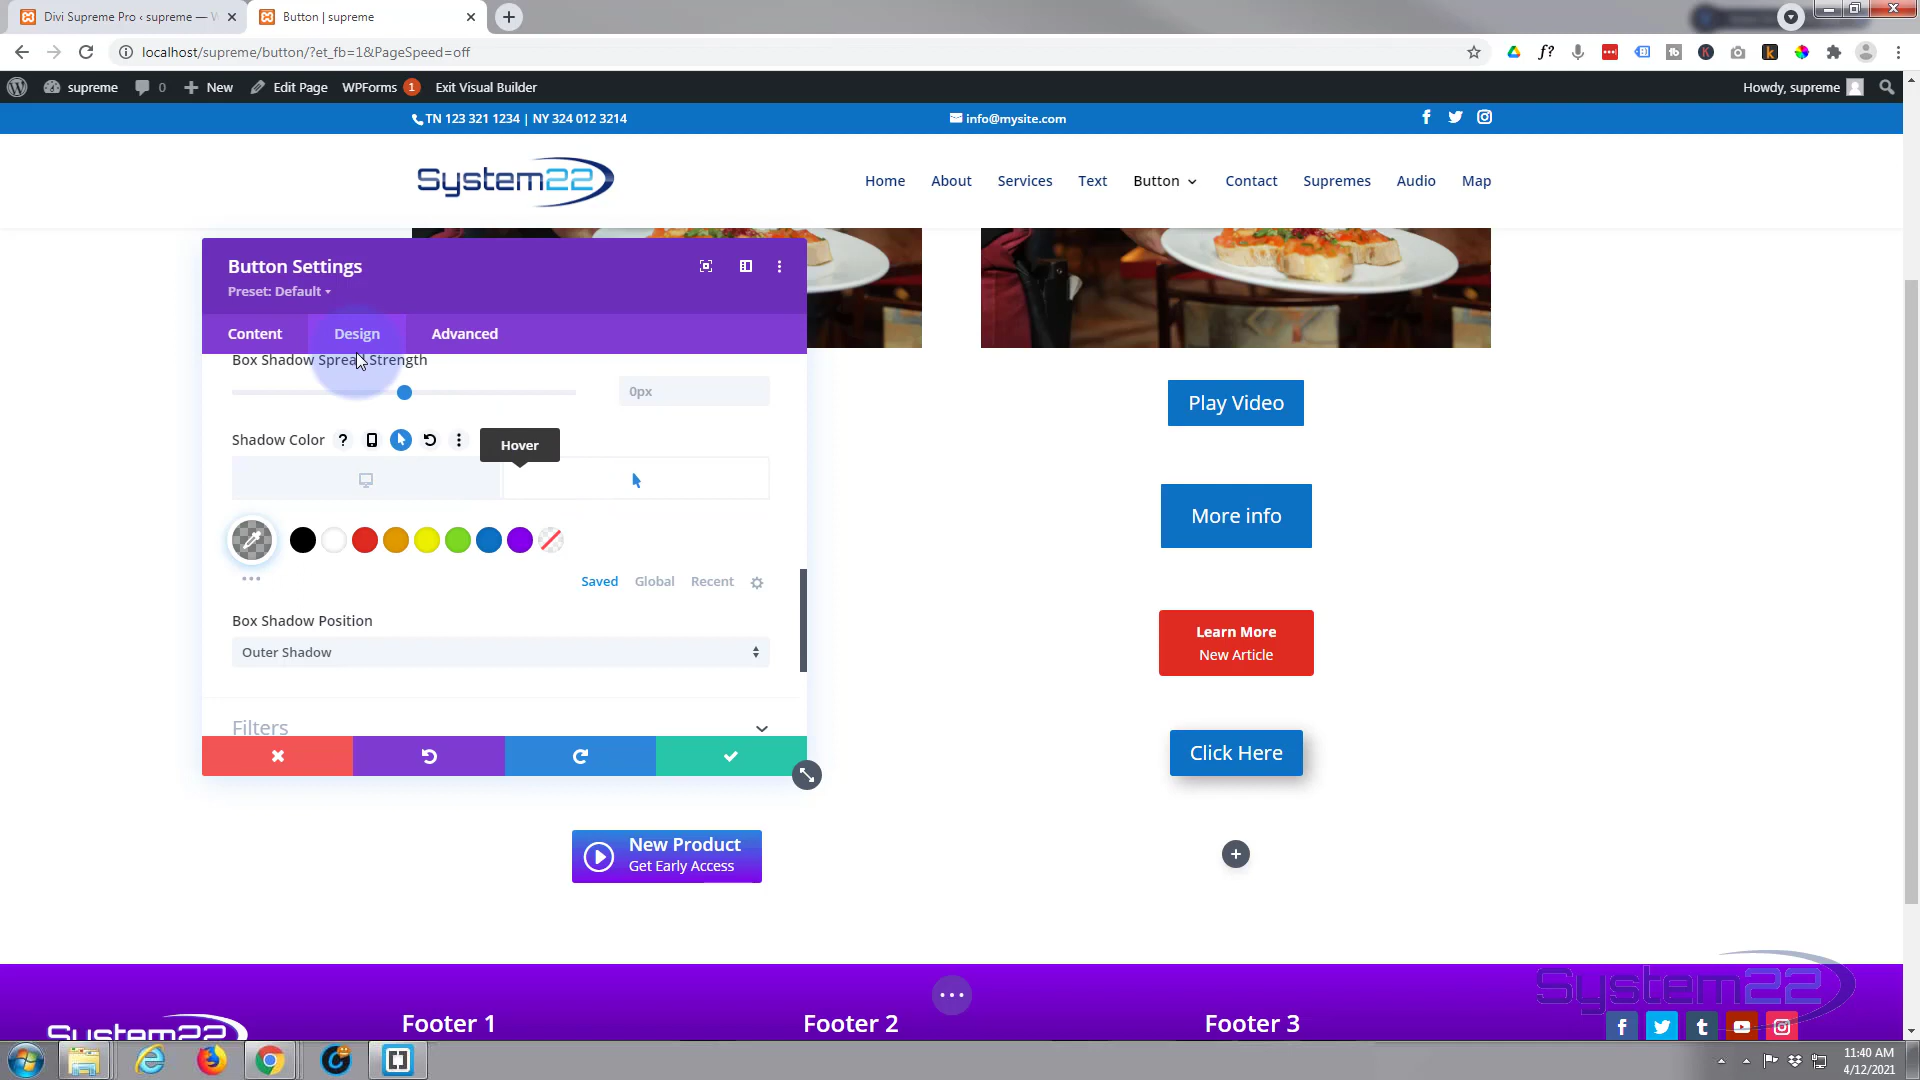 Divi Supreme Pro ‹ supreme — W
Button | supreme
localhost/supreme/button/?et_fb=1&PageSpeed=off
supreme
0
New
Edit Page
WPForms 1
Exit Visual Builder
Howdy, supreme
TN 123 321 1234 | NY 324 012 3214
info@mysite.com
System22
Home
About
Services
Text
Button
Contact
Supremes
Audio
Map
Button Settings
Preset: Default
Content
Design
Advanced
Box Shadow Spread Strength
0px
Shadow Color
Hover
Saved
Global
Recent
Box Shadow Position
Outer Shadow
Filters
Play Video
More info
Learn More
New Article
Click Here
New Product
Get Early Access
System22
System22
Footer 1
Footer 2
Footer 3
11:40 AM
4/12/2021